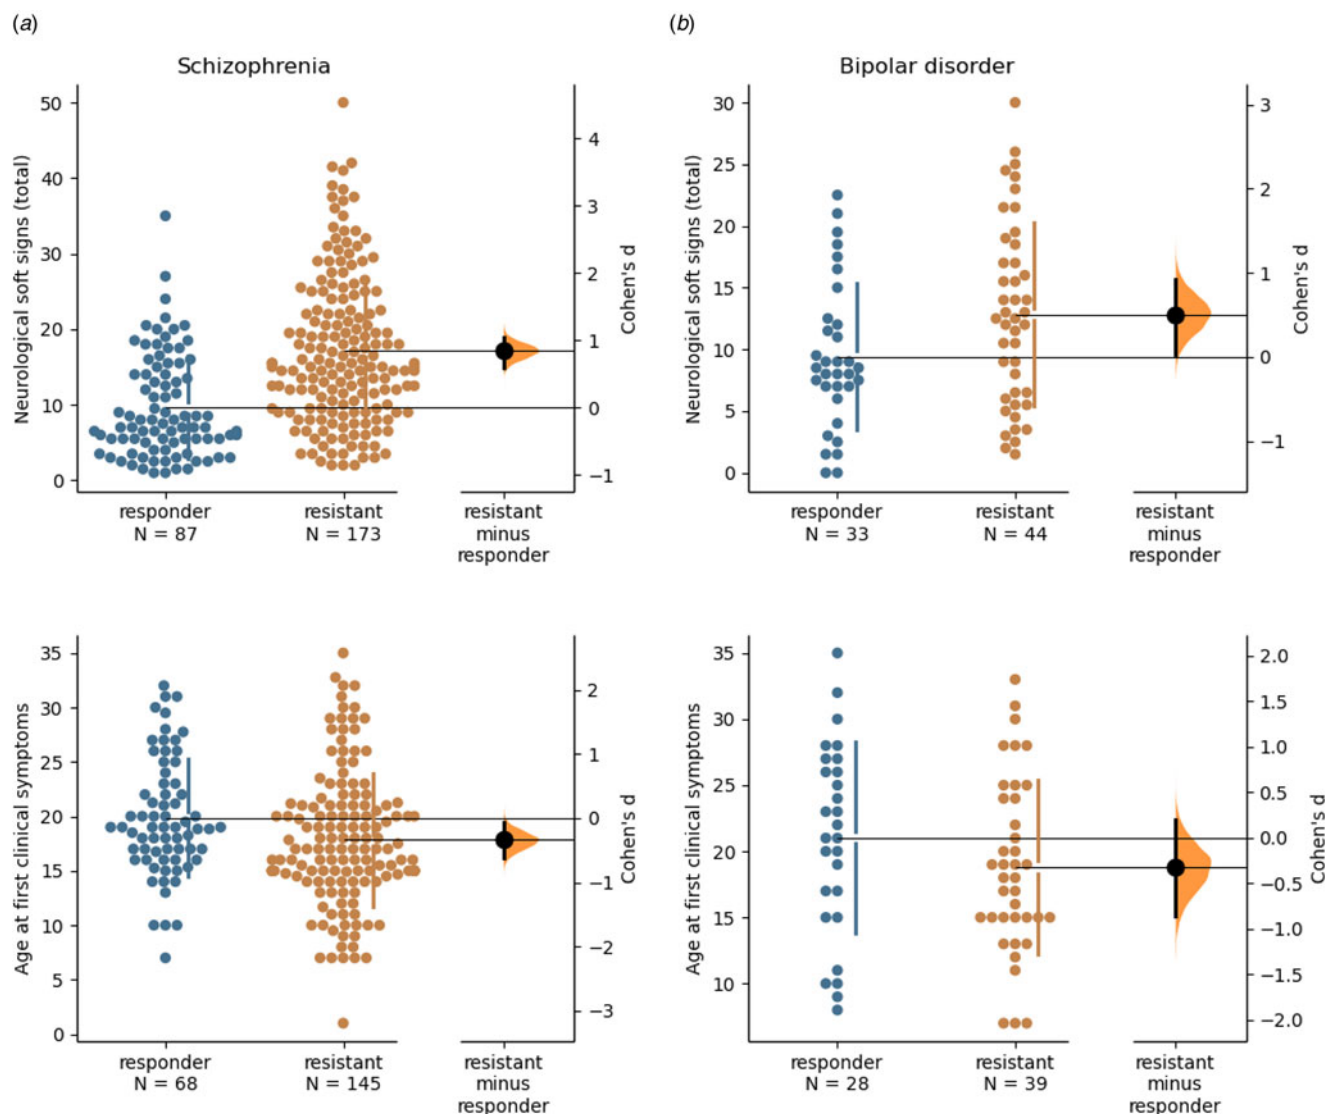 (a)
Schizophrenia
Neurological soft signs (total)
50
40
30
20
10
0
4
3
2
1
0
−1
Cohen's d
responder
N = 87
resistant
N = 173
resistant
minus
responder
(b)
Bipolar disorder
Neurological soft signs (total)
30
25
20
15
10
5
0
3
2
1
0
−1
Cohen's d
responder
N = 33
resistant
N = 44
resistant
minus
responder
Age at first clinical symptoms
35
30
25
20
15
10
5
0
2
1
0
−1
−2
−3
Cohen's d
responder
N = 68
resistant
N = 145
resistant
minus
responder
Age at first clinical symptoms
35
30
25
20
15
10
2.0
1.5
1.0
0.5
0.0
−0.5
−1.0
−1.5
−2.0
Cohen's d
responder
N = 28
resistant
N = 39
resistant
minus
responder